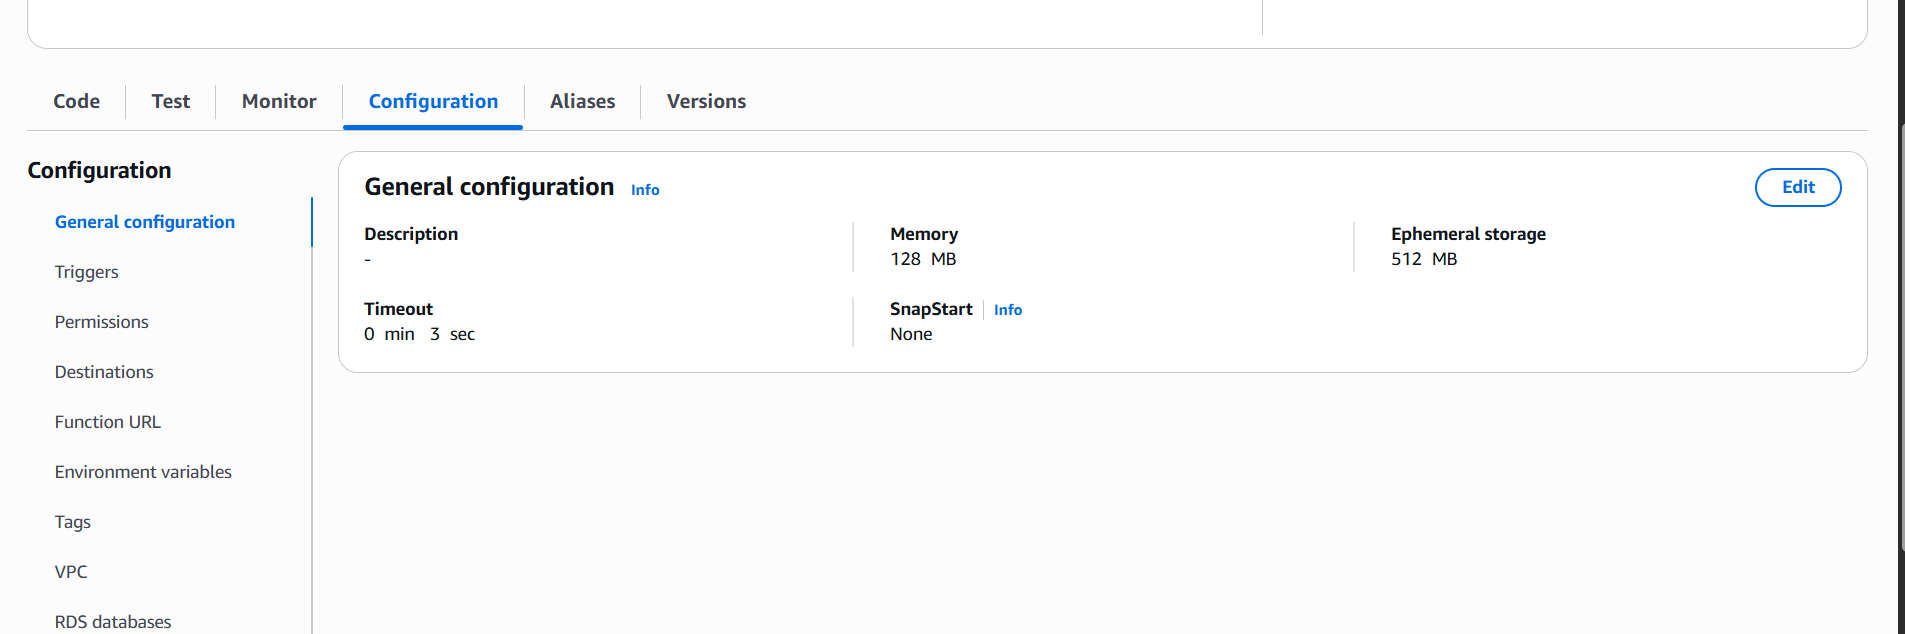 Code Test Monitor Configuration Aliases Versions
Configuration
General configuration
Triggers
Permissions
Destinations
Function URL
Environment variables
Tags
VPC
RDS databases
General configuration Info
Edit
Description
-
Memory
128 MB
Ephemeral storage
512 MB
Timeout
0 min 3 sec
SnapStart Info
None